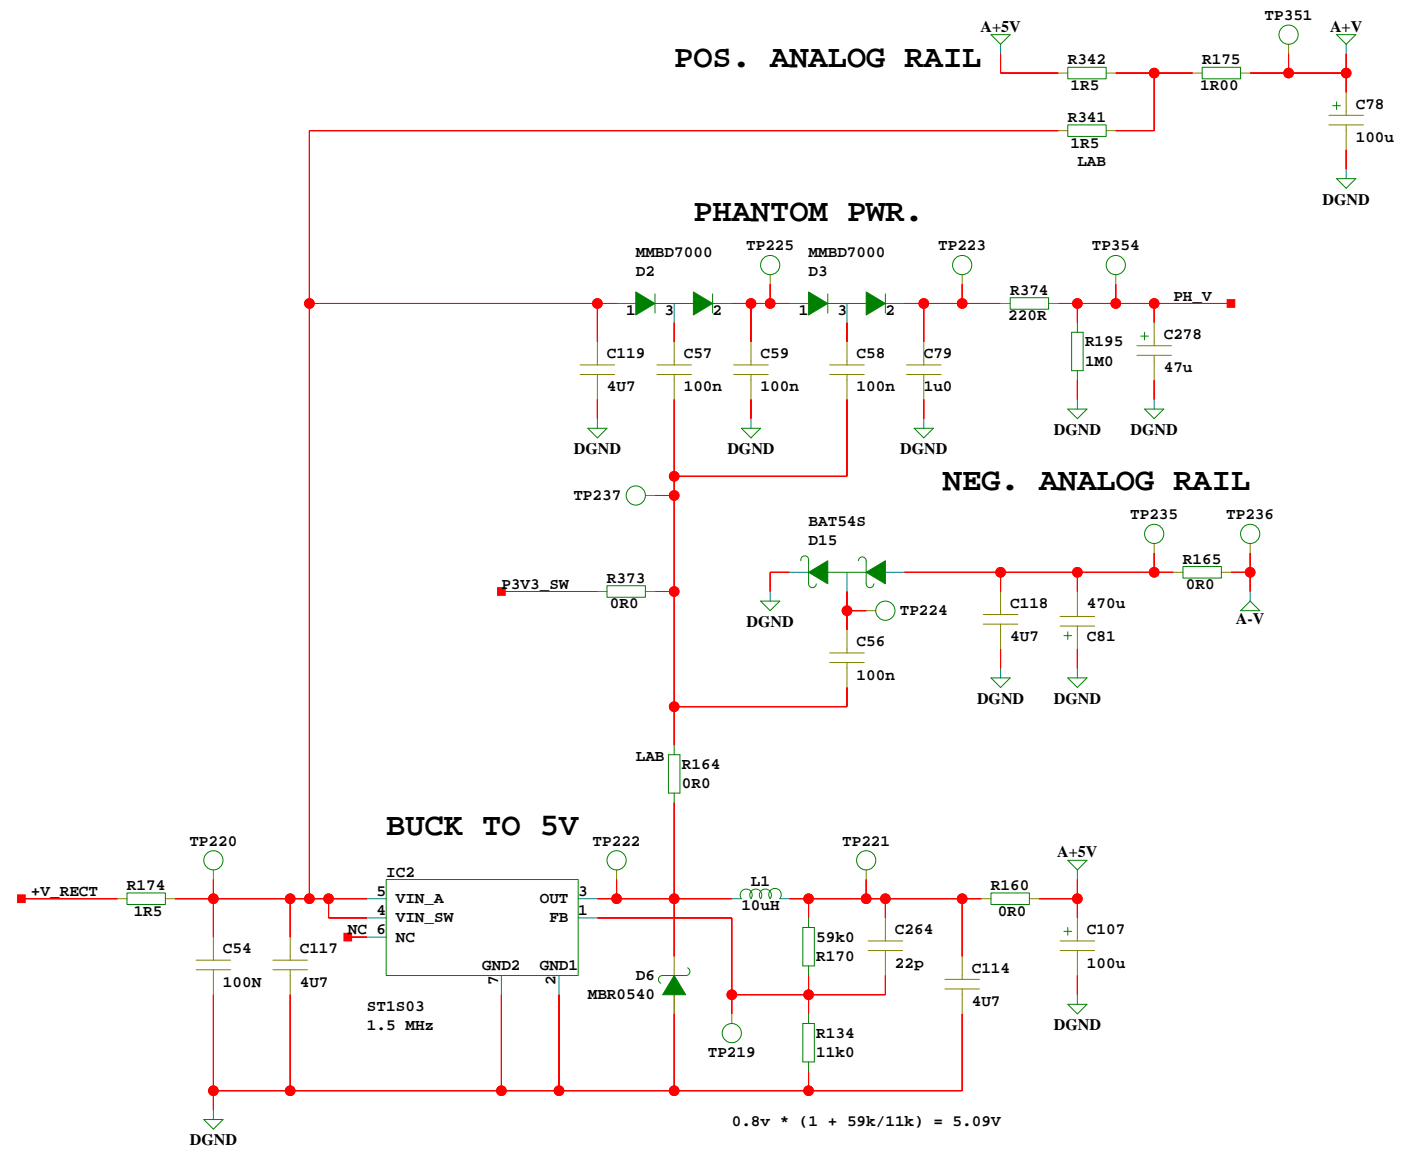 TP351
A+5V
A+V
POS. ANALOG RAIL
R342
1R5
R175
1R00
C78
100u
R341
1R5
LAB
DGND
PHANTOM PWR.
MMBD7000
D2
TP225
MMBD7000
D3
TP223
TP354
1 3 2
1 3 2
R374
220R
PH_V
C119
4U7
C57
100n
C59
100n
C58
100n
C79
1u0
R195
1M0
C278
47u
DGND
DGND
DGND
DGND
DGND
TP237
NEG. ANALOG RAIL
BAT54S
D15
TP235
TP236
R165
0R0
P3V3_SW
R373
0R0
DGND
TP224
C118
4U7
470u
C81
A-V
C56
100n
DGND
DGND
LAB
R164
0R0
BUCK TO 5V
TP220
TP222
TP221
A+5V
+V_RECT
R174
1R5
IC2
5 VIN_A
4 VIN_SW
NC 6 NC
OUT 3
FB 1
GND2
7
GND1
2
L1
10uH
R160
0R0
C54
100N
C117
4U7
59k0
R170
C264
22p
C107
100u
ST1S03
1.5 MHz
D6
MBR0540
C114
4U7
DGND
TP219
R134
11k0
DGND
0.8v * (1 + 59k/11k) = 5.09V